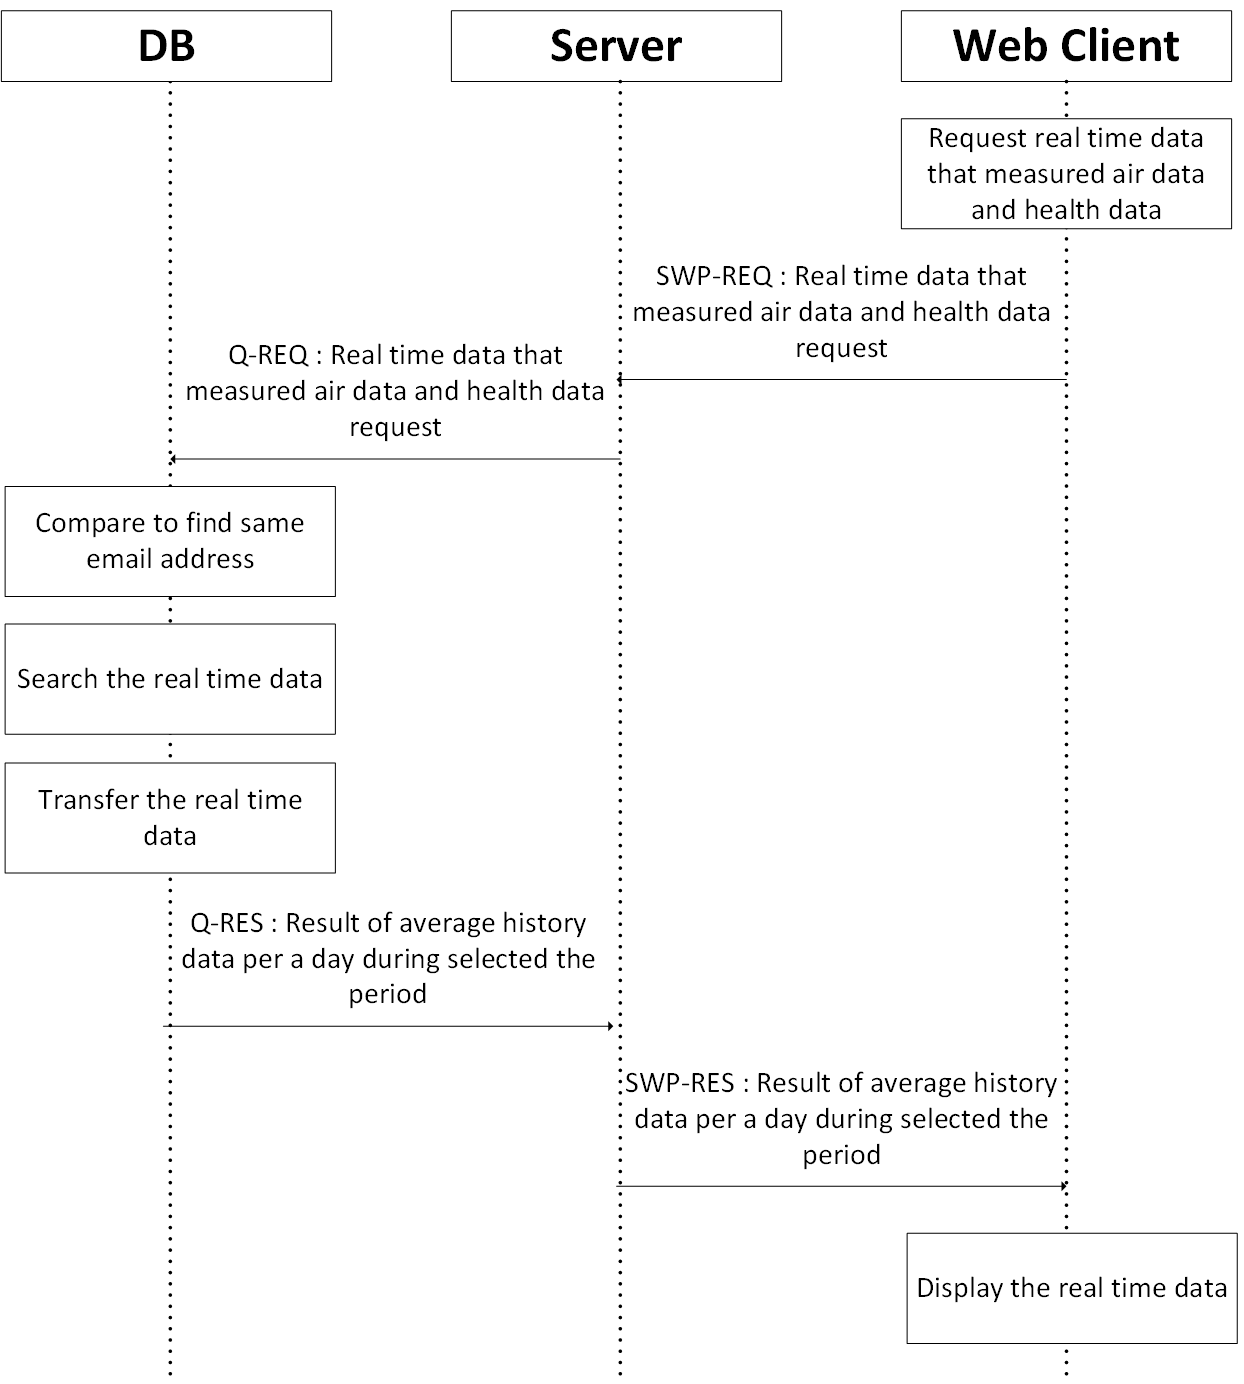 DB
Server
Web Client
Request real time data
that measured air data
and health data
SWP-REQ : Real time data that
measured air data and health data
request
Q-REQ : Real time data that
measured air data and health data
request
Compare to find same
email address
Search the real time data
Transfer the real time
data
Q-RES : Result of average history
data per a day during selected the
period
SWP-RES : Result of average history
data per a day during selected the
period
Display the real time data